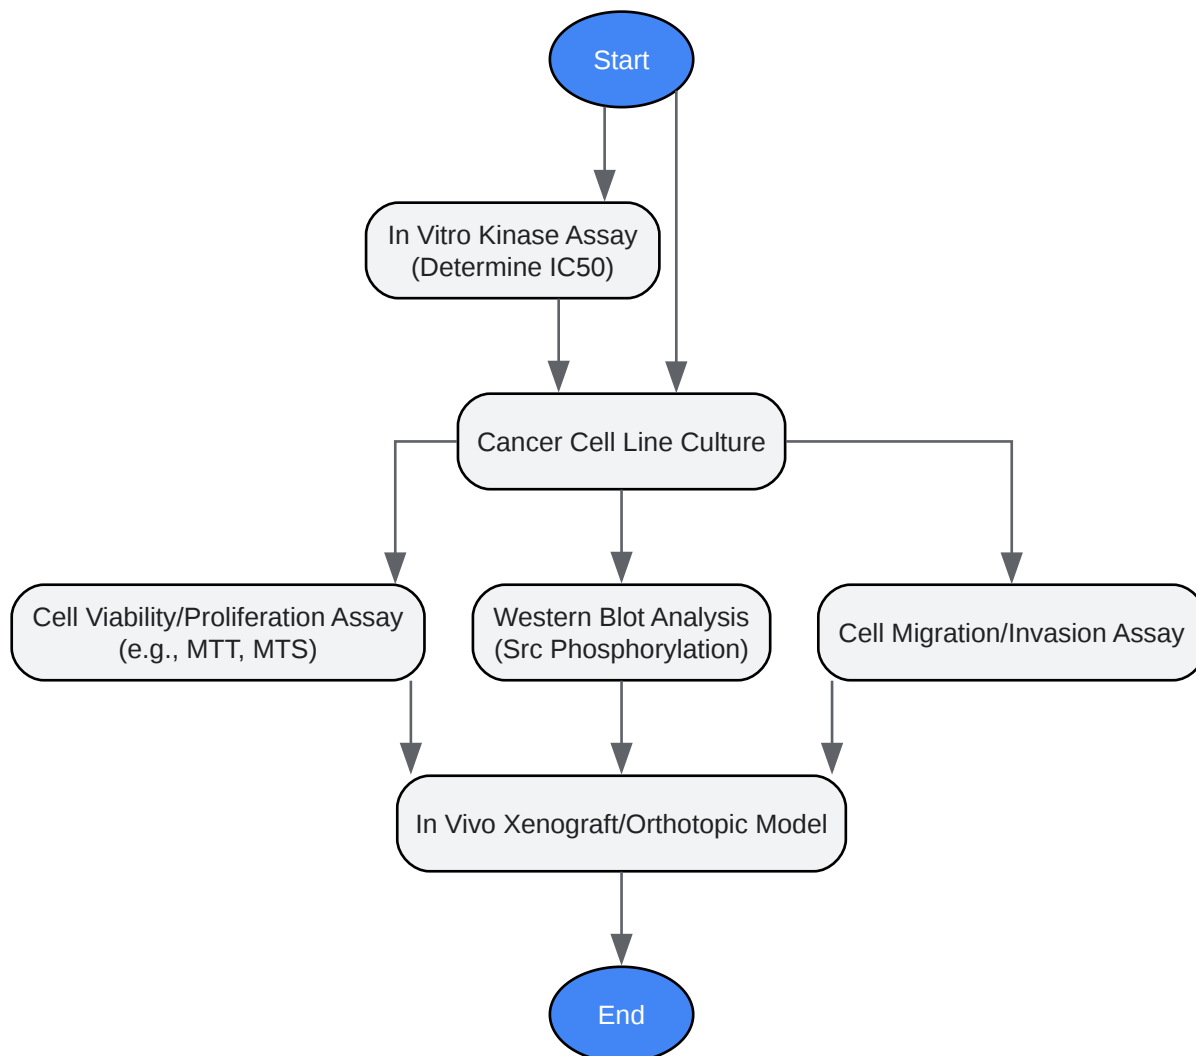 Start
In Vitro Kinase Assay
(Determine IC50)
Cancer Cell Line Culture
Cell Viability/Proliferation Assay
(e.g., MTT, MTS)
Western Blot Analysis
(Src Phosphorylation)
Cell Migration/Invasion Assay
In Vivo Xenograft/Orthotopic Model
End